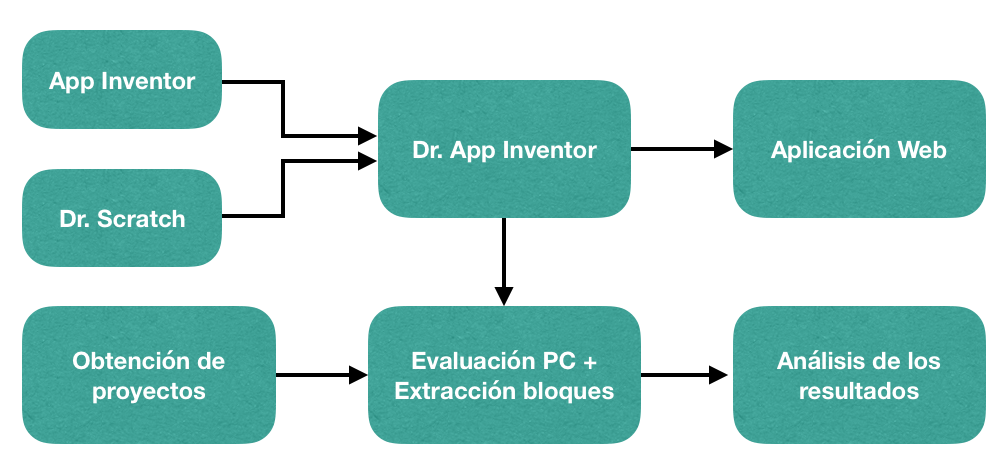 App Inventor
Dr. Scratch
Dr. App Inventor
Aplicación Web
Obtención de
proyectos
Evaluación PC +
Extracción bloques
Análisis de los
resultados